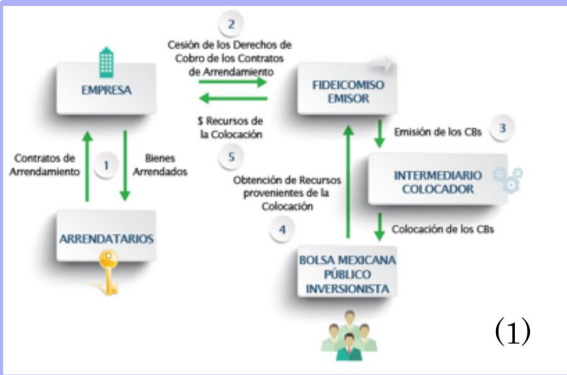 2
Cesión de los Derechos de
Cobro de los Contratos
de Arrendamiento
EMPRESA
FIDEICOMISO
EMISOR
$ Recursos de
la Colocación
5
Contratos de
Arrendamiento
1
Bienes
Arrendados
Emisión de los CBs
3
Obtención de Recursos
provenientes de la
Colocación
INTERMEDIARIO
COLOCADOR
ARRENDATARIOS
4
Colocación de los CBs
BOLSA MEXICANA
PÚBLICO
INVERSIONISTA
(1)